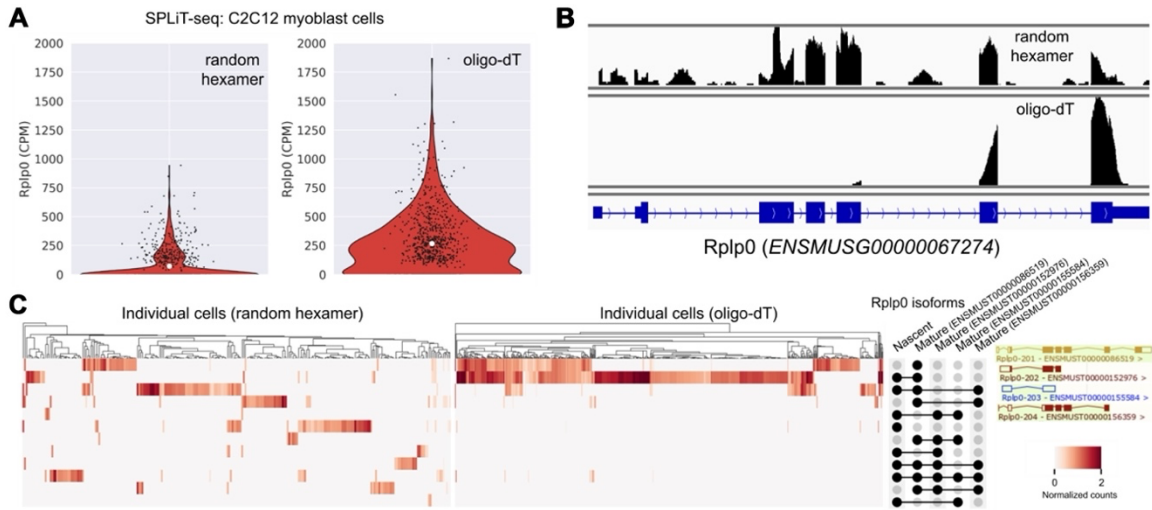 A
SPLiT-seq: C2C12 myoblast cells
2000
1750
1500
1250
1000
750
500
250
0
Rplp0 (CPM)
random
hexamer
2000
1750
1500
1250
1000
750
500
250
0
Rplp0 (CPM)
oligo-dT
B
random
hexamer
oligo-dT
Rplp0 (ENSMUSG00000067274)
C
Individual cells (random hexamer)
Individual cells (oligo-dT)
Rplp0 isoforms
Nascent
Mature (ENSMUST00000086519)
Mature (ENSMUST00000152976)
Mature (ENSMUST00000155584)
Mature (ENSMUST00000156359)
Rplp0-201 - ENSMUST00000086519 >
Rplp0-202 - ENSMUST00000152976 >
Rplp0-203 - ENSMUST00000155584 >
Rplp0-204 - ENSMUST00000156359 >
0 2
Normalized counts